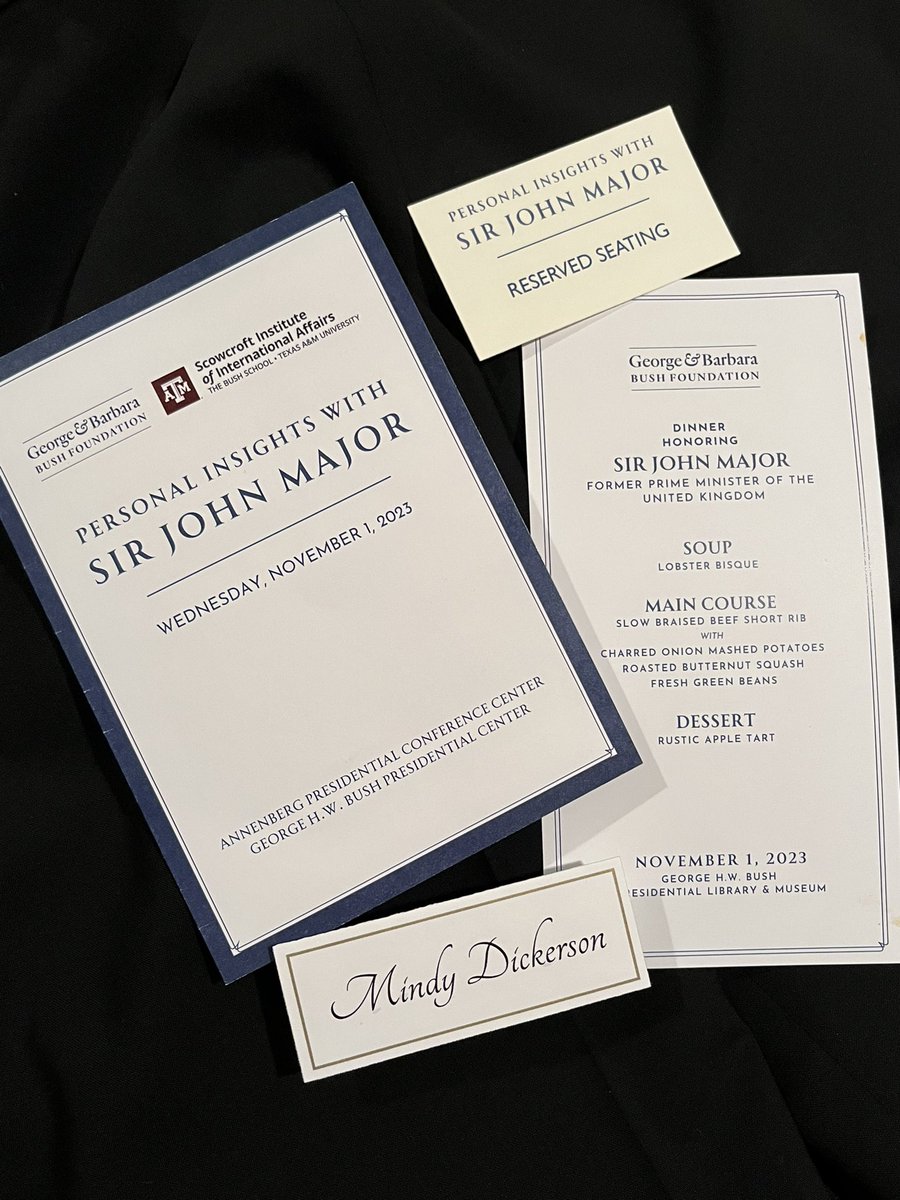 PERSONAL INSIGHTS WITH
SIR JOHN MAJOR
RESERVED SEATING
George & Barbara
BUSH FOUNDATION
ATM
Scowcroft Institute
of International Affairs
THE BUSH SCHOOL • TEXAS A&M UNIVERSITY
PERSONAL INSIGHTS WITH
SIR JOHN MAJOR
WEDNESDAY, NOVEMBER 1, 2023
ANNENBERG PRESIDENTIAL CONFERENCE CENTER
GEORGE H.W. BUSH PRESIDENTIAL CENTER
George & Barbara
BUSH FOUNDATION
DINNER
HONORING
SIR JOHN MAJOR
FORMER PRIME MINISTER OF THE
UNITED KINGDOM
SOUP
LOBSTER BISQUE
MAIN COURSE
SLOW BRAISED BEEF SHORT RIB
WITH
CHARRED ONION MASHED POTATOES
ROASTED BUTTERNUT SQUASH
FRESH GREEN BEANS
DESSERT
RUSTIC APPLE TART
NOVEMBER 1, 2023
GEORGE H.W. BUSH
RESIDENTIAL LIBRARY & MUSEUM
Mindy Dickerson